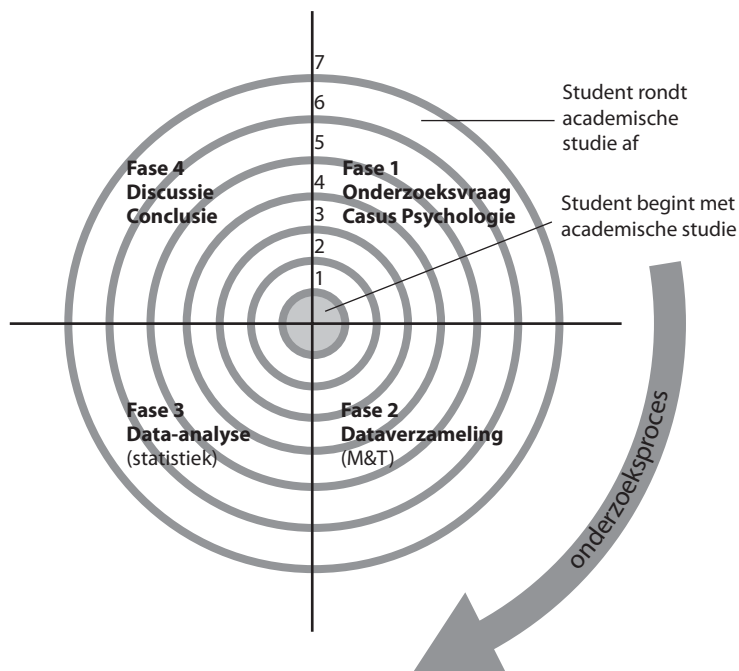 7
6
5
4
3
2
1
Student rondt
academische
studie af
Fase 4
Discussie
Conclusie
Fase 1
Onderzoeksvraag
Casus Psychologie
Student begint met
academische studie
Fase 3
Data-analyse
(statistiek)
Fase 2
Dataverzameling
(M&T)
onderzoeksproces